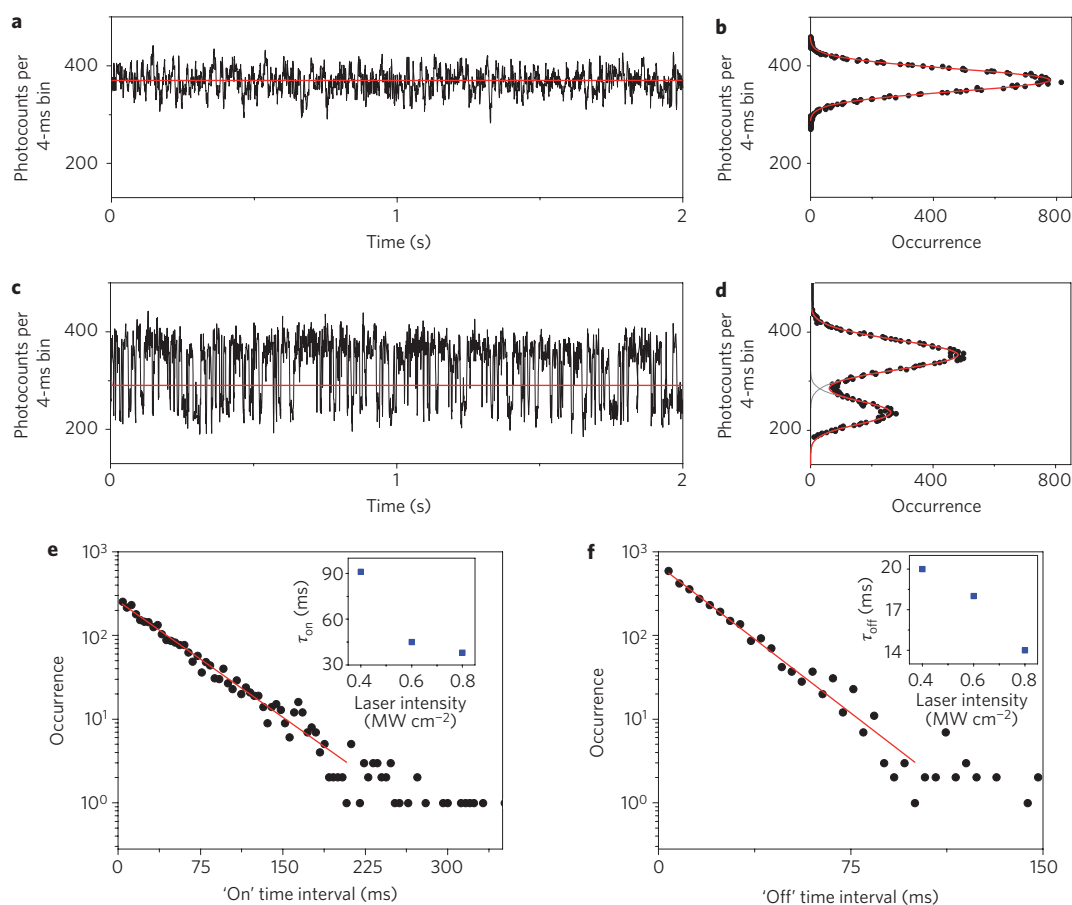 a
Photocounts per
4-ms bin
400
200
0
1
2
Time (s)
b
Photocounts per
4-ms bin
400
200
0
400
800
Occurrence
c
Photocounts per
4-ms bin
400
200
0
1
2
Time (s)
d
Photocounts per
4-ms bin
400
200
0
400
800
Occurrence
e
Occurrence
10³
10²
10¹
10⁰
0
75
150
225
300
'On' time interval (ms)
τon (ms)
90
60
30
0.4
0.6
0.8
Laser intensity
(MW cm⁻²)
f
Occurrence
10³
10²
10¹
10⁰
0
75
150
'Off' time interval (ms)
τoff (ms)
20
17
14
0.4
0.6
0.8
Laser intensity
(MW cm⁻²)